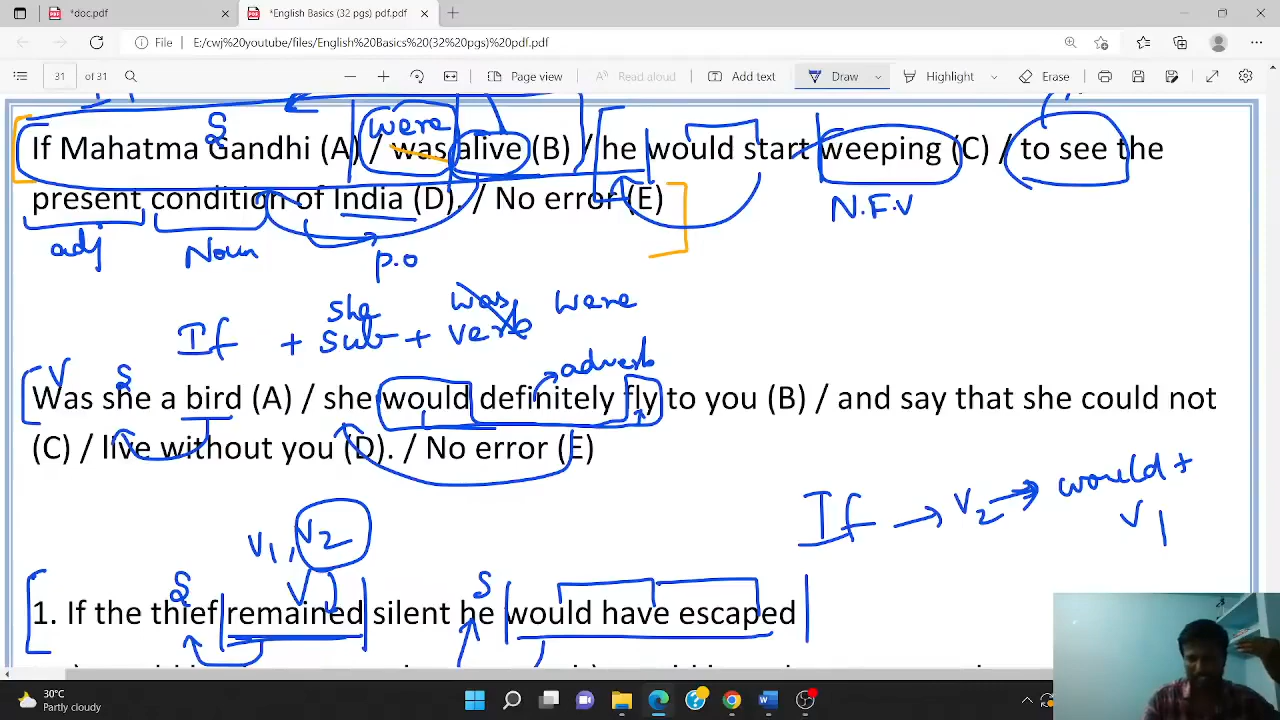 *doc.pdf
*English Basics (32 pgs) pdf.pdf
File
E:/cwj%20youtube/files/English%20Basics%20(32%20pgs)%20pdf.pdf
31 of 31
Page view
Read aloud
Add text
Draw
Highlight
Erase
S
were
If Mahatma Gandhi (A) / was alive (B) / he would start weeping (C) / to see the
present condition of India (D). / No error (E)
N.F.V
adj
Noun
p.o
If + sub + verb
she
was
were
adverb
V
S
Was she a bird (A) / she would definitely fly to you (B) / and say that she could not
(C) / live without you (D). / No error (E)
If → V2 → would +
V1
V1, V2
S
V
S
1. If the thief remained silent he would have escaped
30°C
Partly cloudy